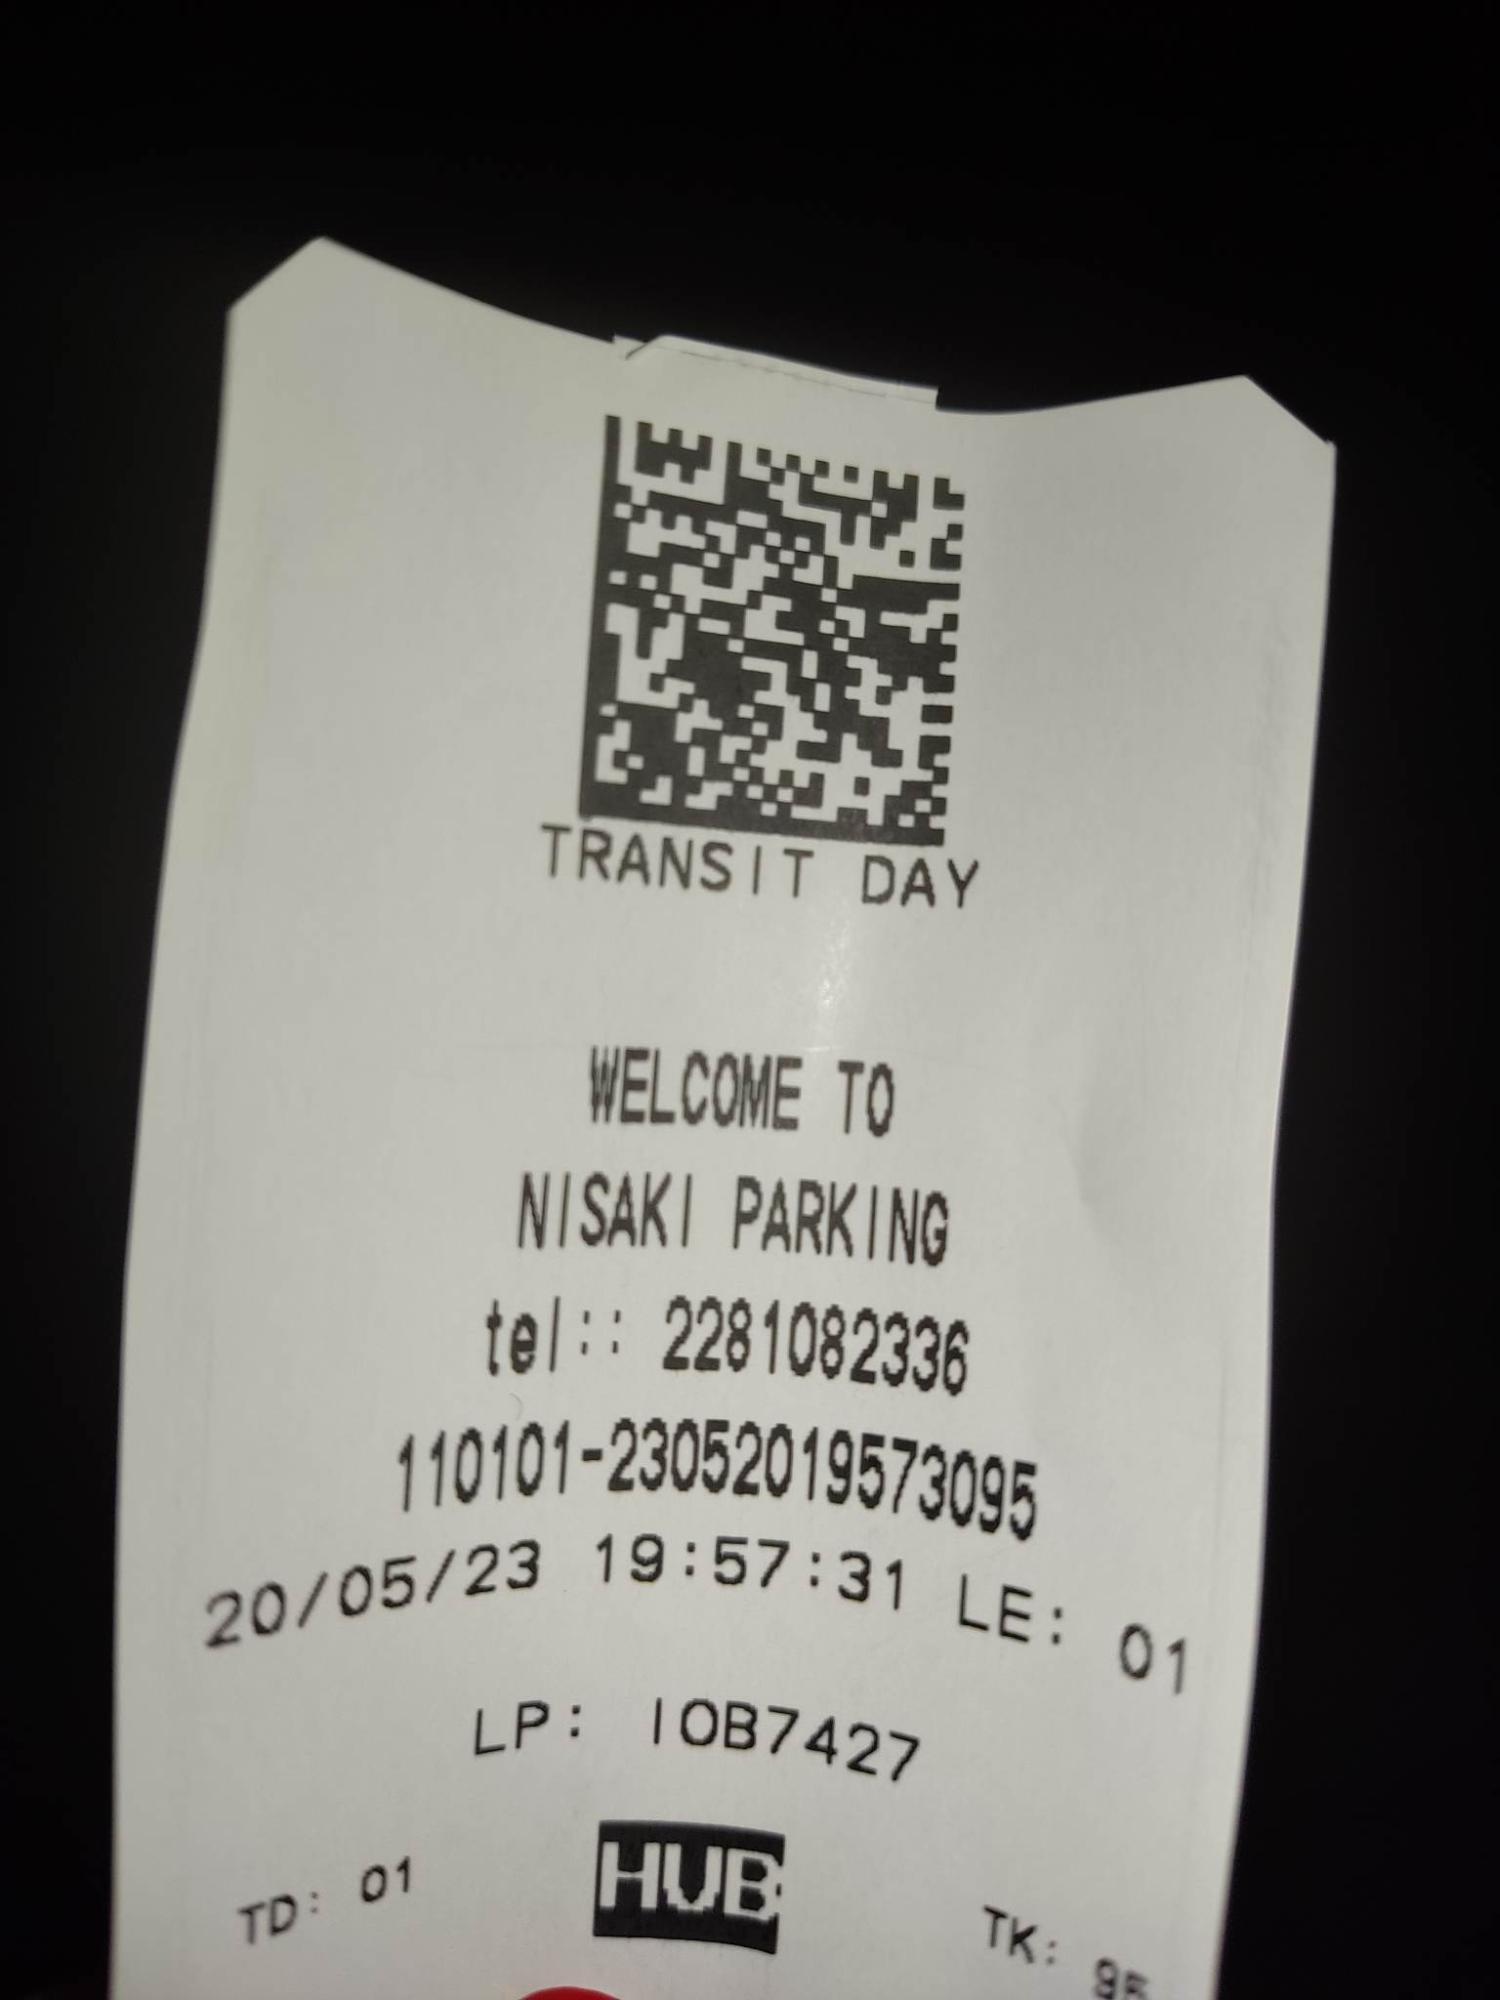 TRANSIT DAY
WELCOME TO
NISAKI PARKING
tel:: 2281082336
110101-23052019573095
20/05/23 19:57:31 LE: 01
LP: IOB7427
TD: 01 HUB TK: